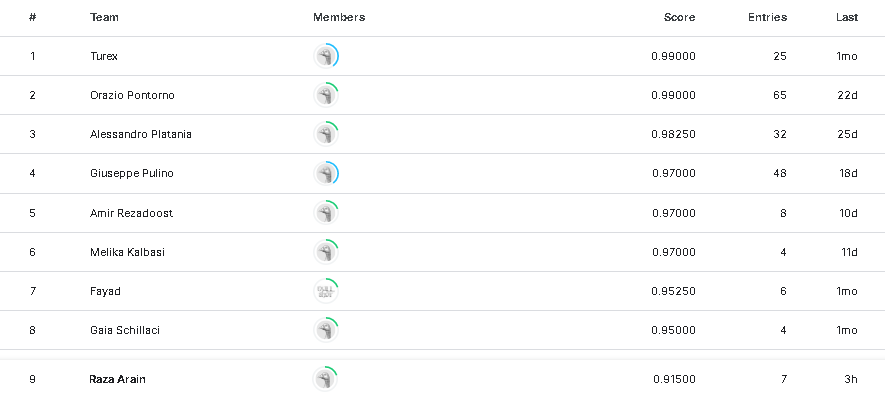 # Team Members Score Entries Last
1 Turex 0.99000 25 1mo
2 Orazio Pontorno 0.99000 65 22d
3 Alessandro Platania 0.98250 32 25d
4 Giuseppe Pulino 0.97000 48 18d
5 Amir Rezadoost 0.97000 8 10d
6 Melika Kalbasi 0.97000 4 11d
7 Fayad 0.95250 6 1mo
8 Gaia Schillaci 0.95000 4 1mo
9 Raza Arain 0.91500 7 3h